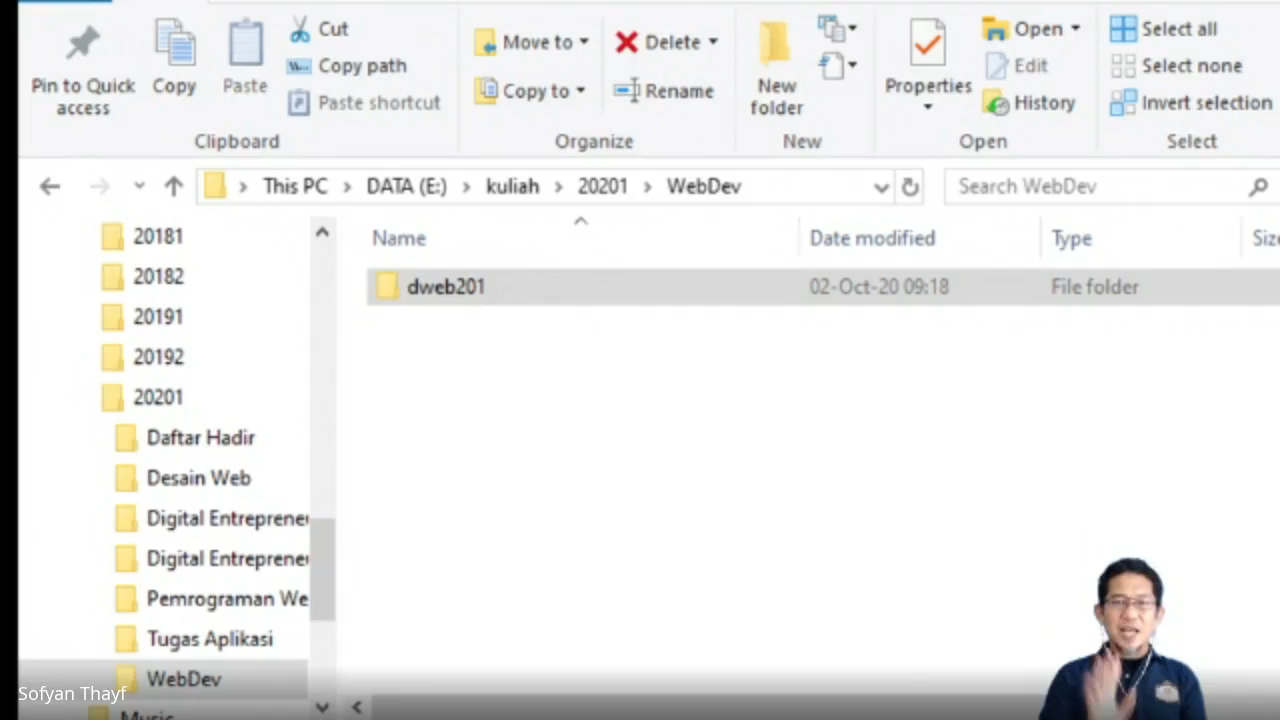 Cut
Copy path
Paste shortcut
Pin to Quick
access
Copy
Paste
Clipboard
Move to
Copy to
Delete
Rename
Organize
New
folder
New
Properties
Open
Edit
History
Open
Select all
Select none
Invert selection
Select
This PC > DATA (E:) > kuliah > 20201 > WebDev
Search WebDev
20181
20182
20191
20192
20201
Daftar Hadir
Desain Web
Digital Entreprene
Digital Entreprene
Pemrograman We
Tugas Aplikasi
WebDev
Music
Name Date modified Type Siz
dweb201 02-Oct-20 09:18 File folder
Sofyan Thayf